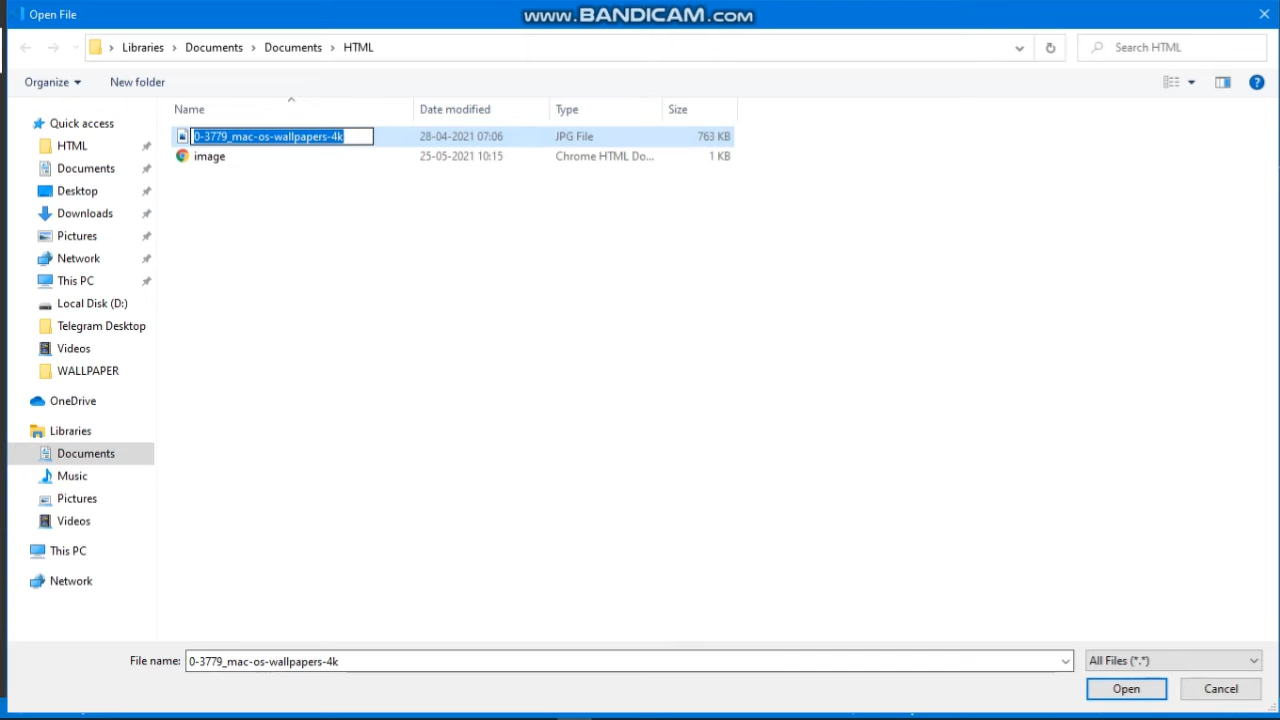 Open File
www.BANDICAM.com
Libraries > Documents > Documents > HTML
Search HTML
Organize
New folder
Name
Date modified
Type
Size
0-3779_mac-os-wallpapers-4k
28-04-2021 07:06
JPG File
763 KB
image
25-05-2021 10:15
Chrome HTML Do...
1 KB
Quick access
HTML
Documents
Desktop
Downloads
Pictures
Network
This PC
Local Disk (D:)
Telegram Desktop
Videos
WALLPAPER
OneDrive
Libraries
Documents
Music
Pictures
Videos
This PC
Network
File name:
0-3779_mac-os-wallpapers-4k
All Files (*.*)
Open
Cancel